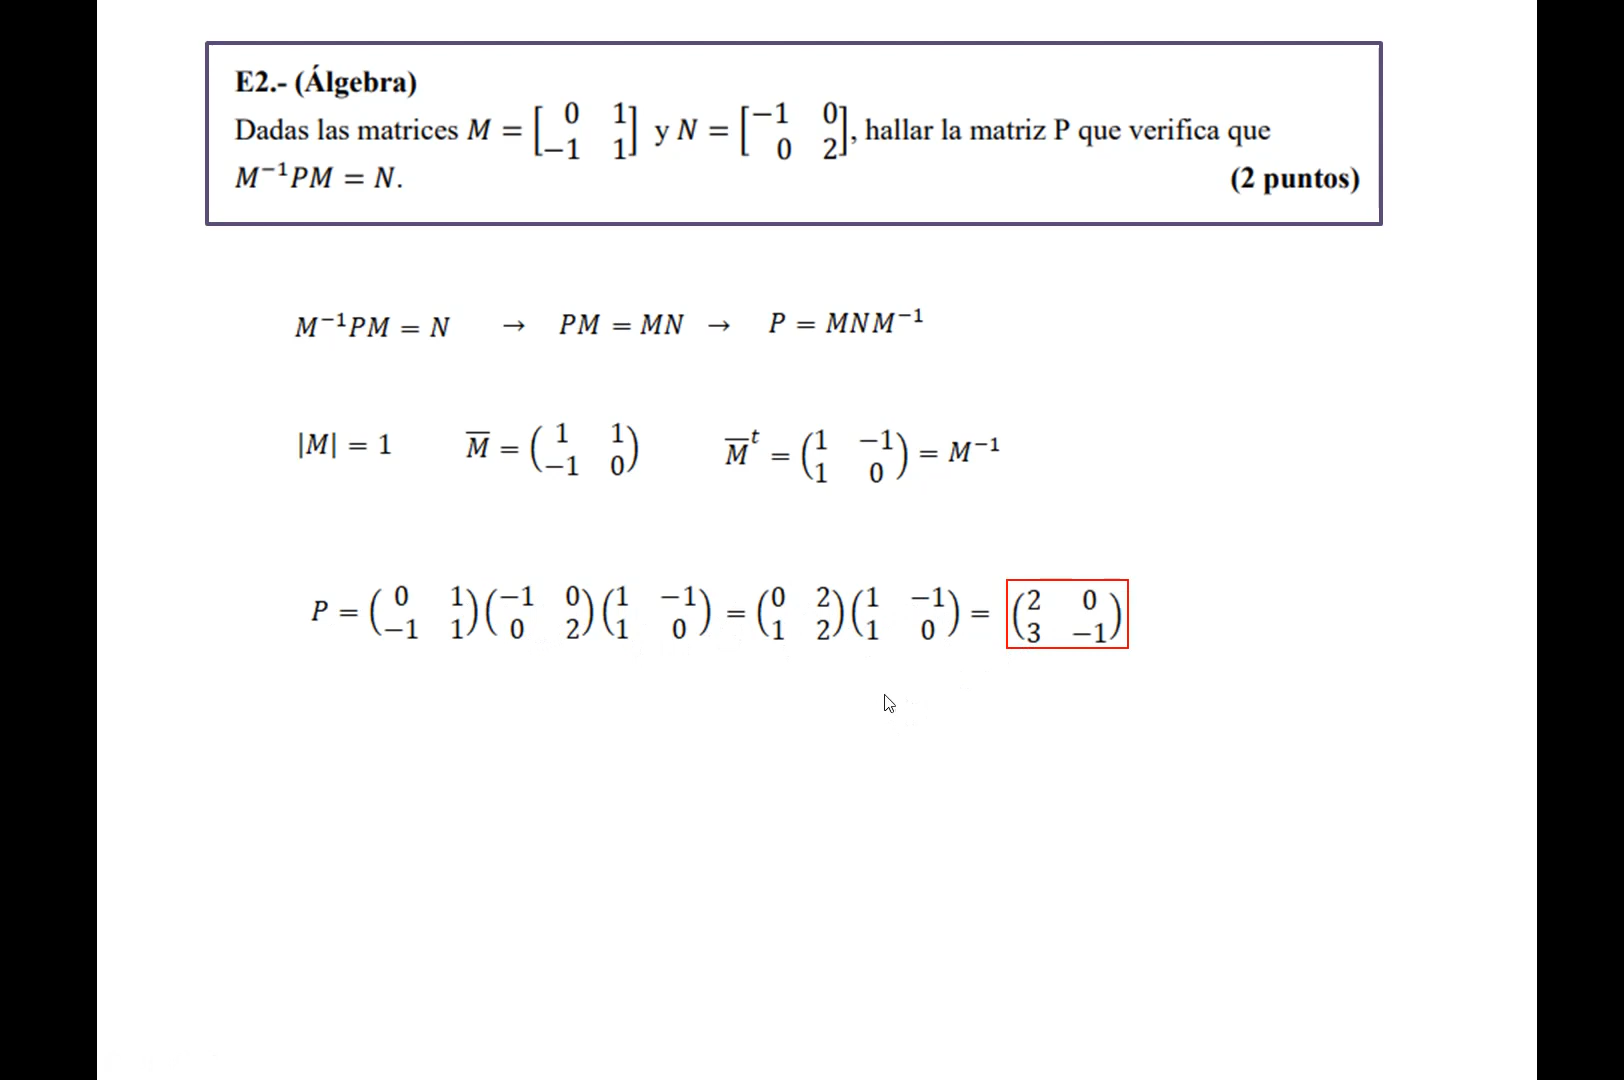 E2.- (Álgebra)
Dadas las matrices M = [0 1; −1 1] y N = [−1 0; 0 2], hallar la matriz P que verifica que
M⁻¹PM = N. (2 puntos)
M⁻¹PM = N → PM = MN → P = MNM⁻¹
|M| = 1 M̅ = (1 1; −1 0) M̅ᵗ = (1 −1; 1 0) = M⁻¹
P = (0 1; −1 1)(−1 0; 0 2)(1 −1; 1 0) = (0 2; 1 2)(1 −1; 1 0) = (2 0; 3 −1)